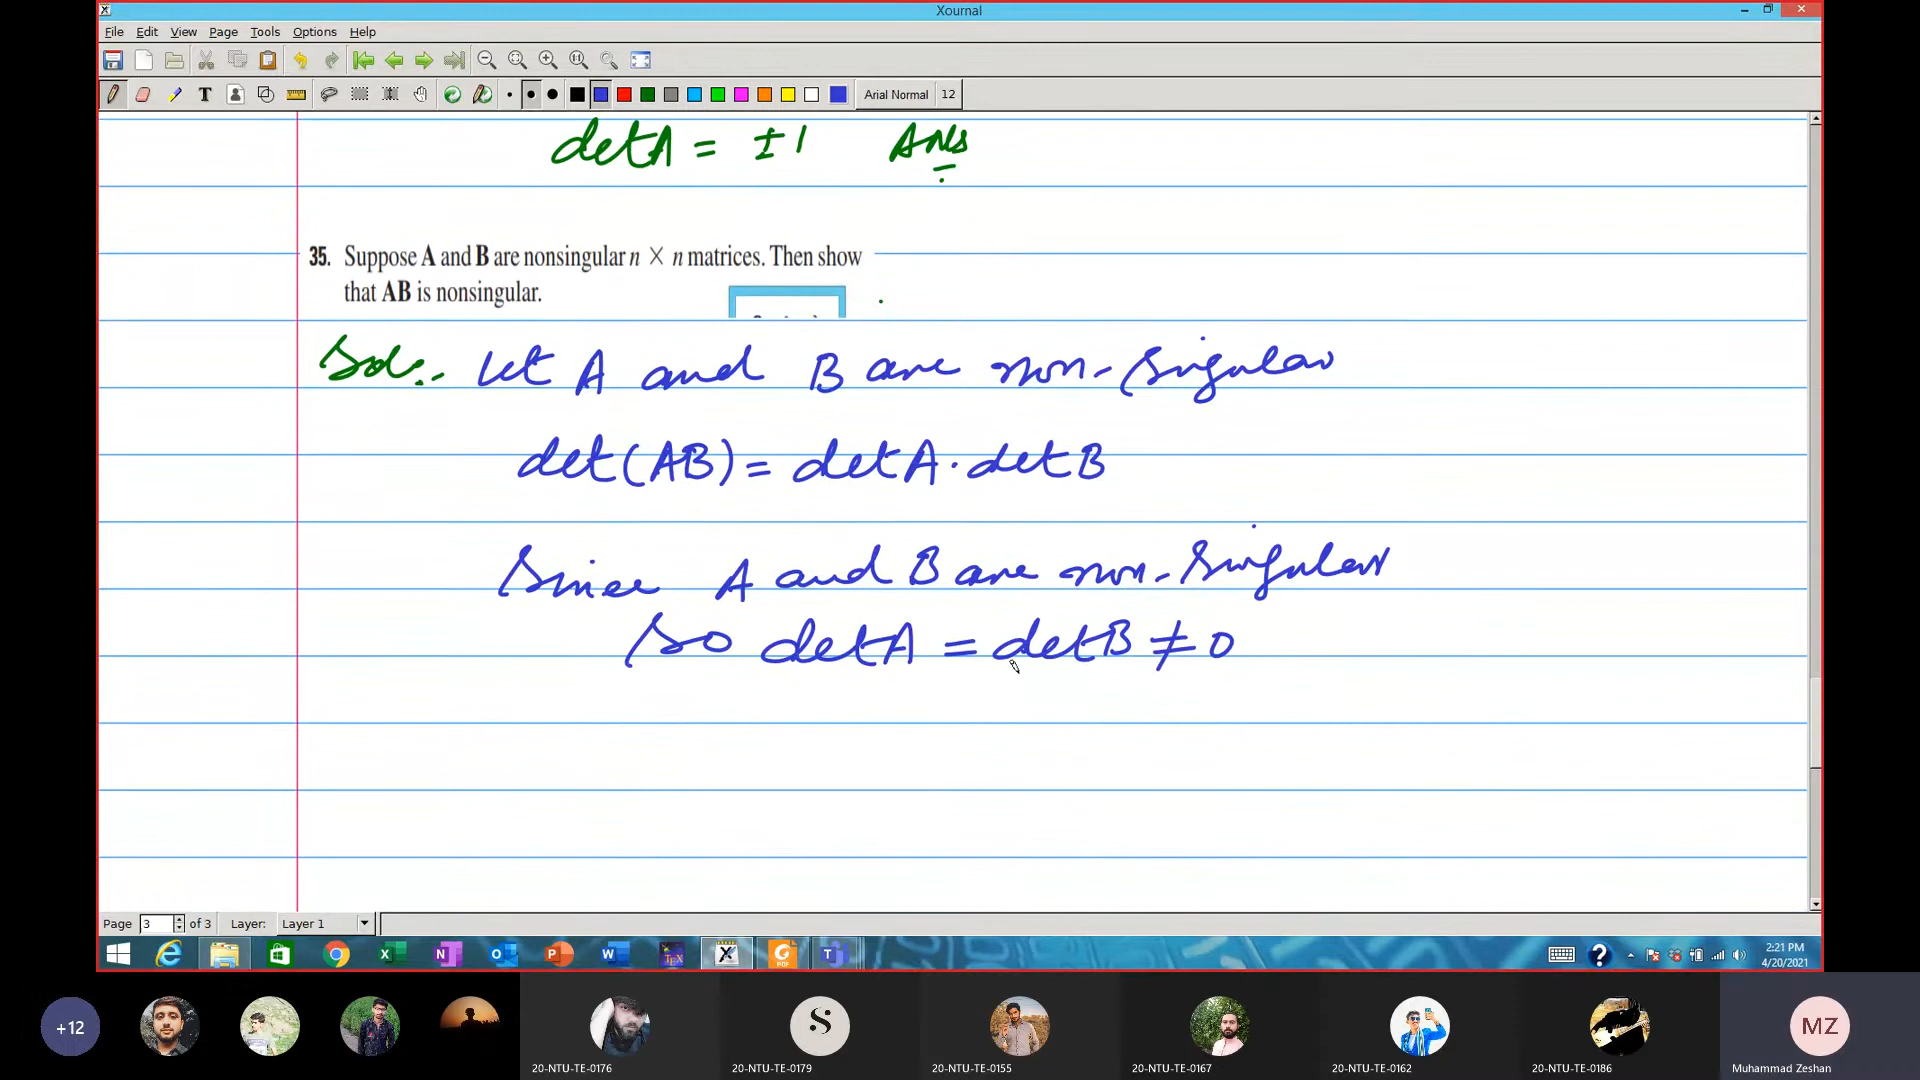 Xournal
File Edit View Page Tools Options Help
Arial Normal 12
detA = ±1 Ans
35. Suppose A and B are nonsingular n × n matrices. Then show
that AB is nonsingular.
Sol:. Let A and B are non-singular
det(AB) = detA · detB
Since A and B are non-singular
So detA = detB ≠ 0
Page 3 of 3 Layer: Layer 1
2:21 PM
4/20/2021
+12
S
MZ
20-NTU-TE-0176 20-NTU-TE-0179 20-NTU-TE-0155 20-NTU-TE-0167 20-NTU-TE-0162 20-NTU-TE-0186 Muhammad Zeshan